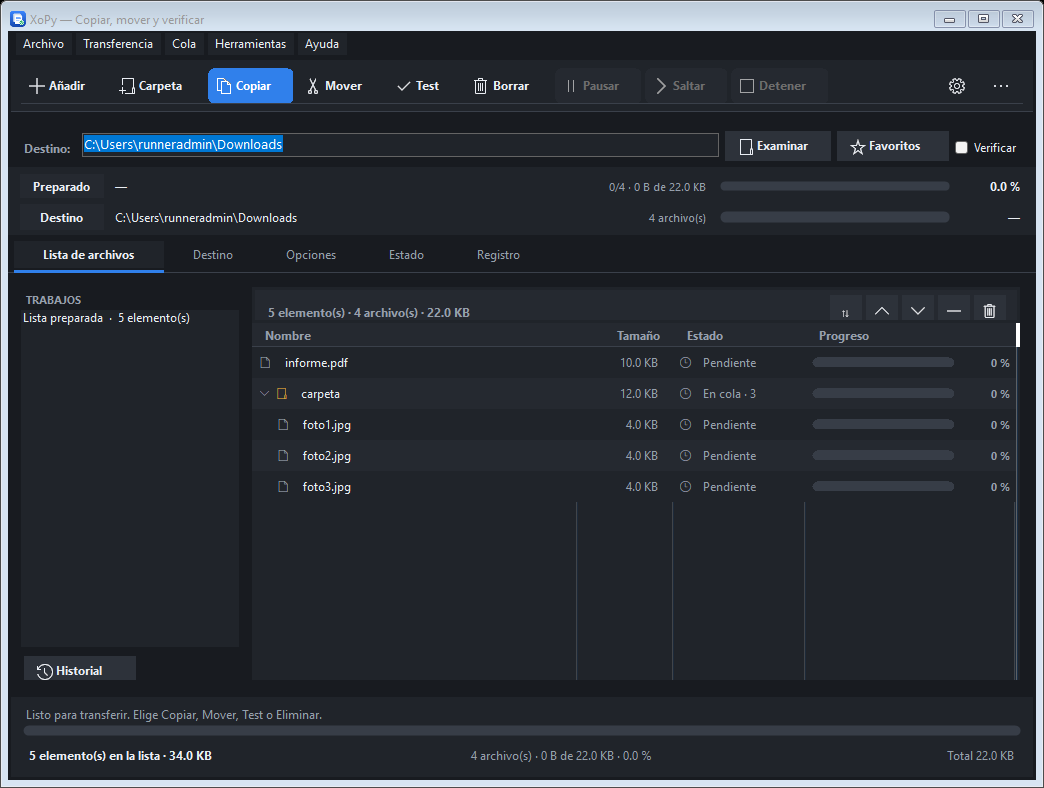 XoPy — Copiar, mover y verificar
Archivo Transferencia Cola Herramientas Ayuda
Añadir Carpeta Copiar Mover Test Borrar Pausar Saltar Detener ...
Destino: C:\Users\runneradmin\Downloads Examinar Favoritos Verificar
Preparado — 0/4 · 0 B de 22.0 KB 0.0 %
Destino C:\Users\runneradmin\Downloads 4 archivo(s) —
Lista de archivos Destino Opciones Estado Registro
TRABAJOS
Lista preparada · 5 elemento(s)
Historial
5 elemento(s) · 4 archivo(s) · 22.0 KB
Nombre Tamaño Estado Progreso
informe.pdf 10.0 KB Pendiente 0 %
carpeta 12.0 KB En cola · 3 0 %
foto1.jpg 4.0 KB Pendiente 0 %
foto2.jpg 4.0 KB Pendiente 0 %
foto3.jpg 4.0 KB Pendiente 0 %
Listo para transferir. Elige Copiar, Mover, Test o Eliminar.
5 elemento(s) en la lista · 34.0 KB 4 archivo(s) · 0 B de 22.0 KB · 0.0 % Total 22.0 KB